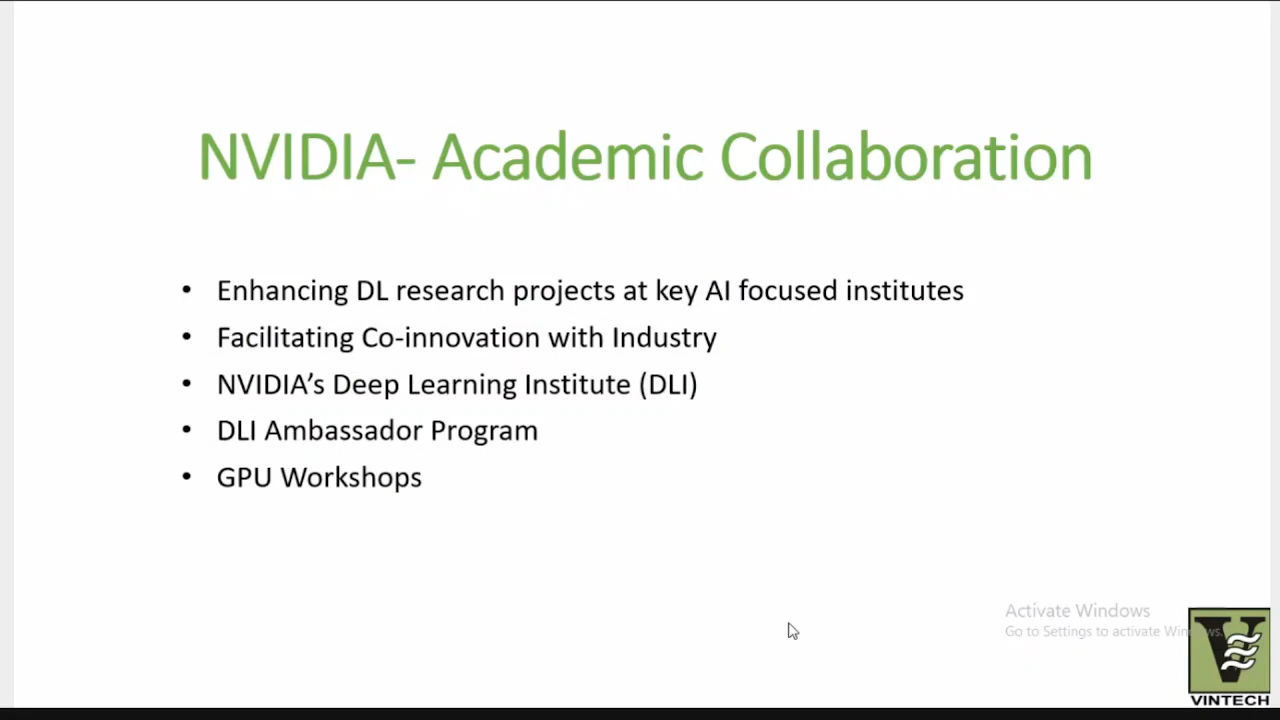 NVIDIA- Academic Collaboration
• Enhancing DL research projects at key AI focused institutes
• Facilitating Co-innovation with Industry
• NVIDIA’s Deep Learning Institute (DLI)
• DLI Ambassador Program
• GPU Workshops
Activate Windows
Go to Settings to activate Windows.
VINTECH